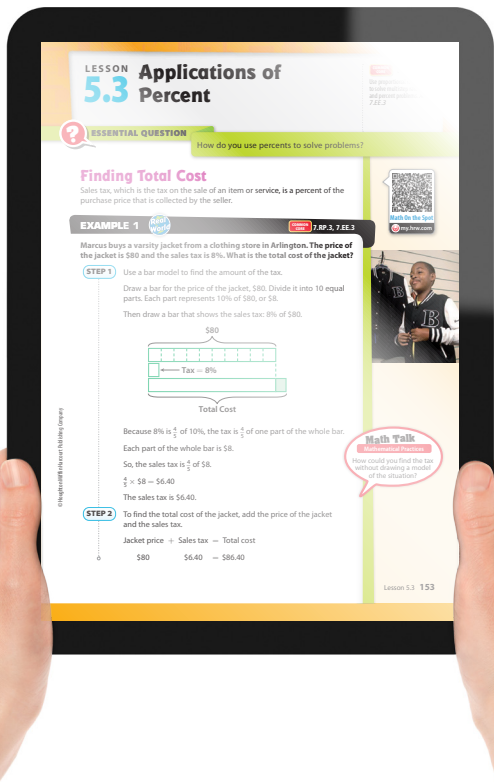 LESSON
5.3
Applications of
Percent
7.EE.3
?
ESSENTIAL QUESTION
How do you use percents to solve problems?
Finding Total Cost
Sales tax, which is the tax on the sale of an item or service, is a percent of the
purchase price that is collected by the seller.
Math On the Spot
my.hrw.com
EXAMPLE 1
Real
World
COMMON
CORE
7.RP.3, 7.EE.3
Marcus buys a varsity jacket from a clothing store in Arlington. The price of
the jacket is $80 and the sales tax is 8%. What is the total cost of the jacket?
STEP 1
Use a bar model to find the amount of the tax.
Draw a bar for the price of the jacket, $80. Divide it into 10 equal
parts. Each part represents 10% of $80, or $8.
Then draw a bar that shows the sales tax: 8% of $80.
$80
Tax = 8%
Total Cost
Because 8% is 4/5 of 10%, the tax is 4/5 of one part of the whole bar.
Each part of the whole bar is $8.
So, the sales tax is 4/5 of $8.
4/5 × $8 = $6.40
The sales tax is $6.40.
STEP 2
To find the total cost of the jacket, add the price of the jacket
and the sales tax.
Jacket price + Sales tax = Total cost
$80 $6.40 = $86.40
Math Talk
Mathematical Practices
How could you find the tax
without drawing a model
of the situation?
B
B
© Houghton Mifflin Harcourt Publishing Company
Lesson 5.3 153